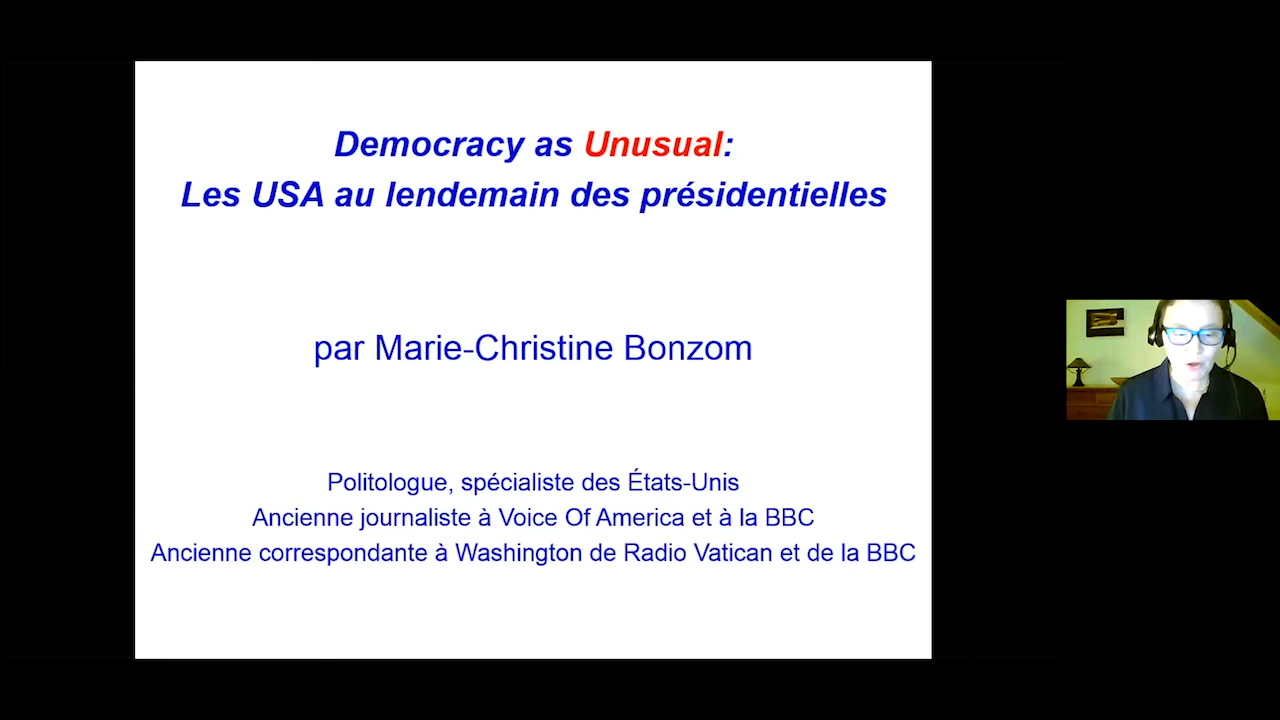 Democracy as Unusual:
Les USA au lendemain des présidentielles
par Marie-Christine Bonzom
Politologue, spécialiste des États-Unis
Ancienne journaliste à Voice Of America et à la BBC
Ancienne correspondante à Washington de Radio Vatican et de la BBC